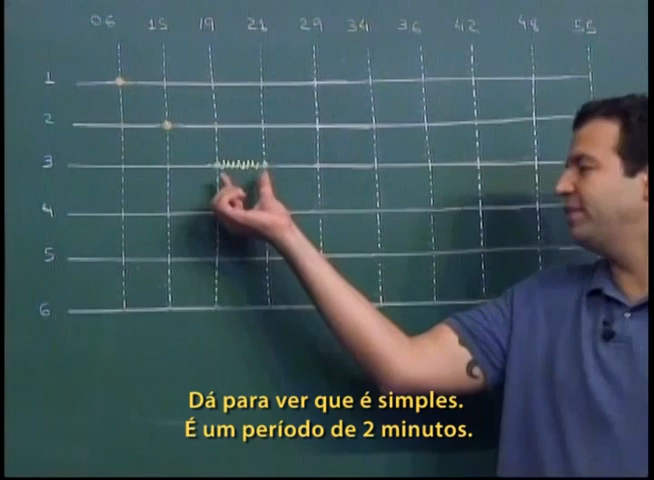 06 15 19 21 29 34 36 42 48 55
1
2
3
4
5
6
Dá para ver que é simples.
É um período de 2 minutos.